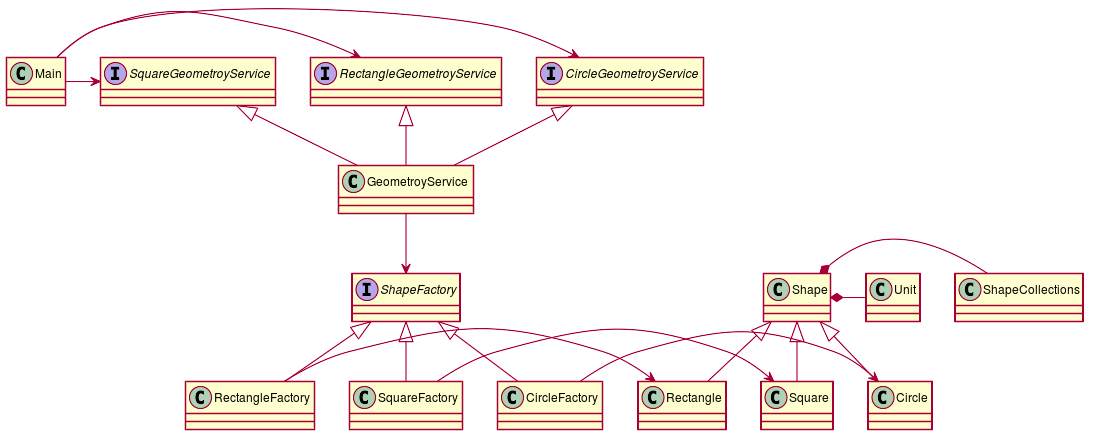 C Main
I SquareGeometroyService
I RectangleGeometroyService
I CircleGeometroyService
C GeometroyService
I ShapeFactory
C Shape
C Unit
C ShapeCollections
C RectangleFactory
C SquareFactory
C CircleFactory
C Rectangle
C Square
C Circle